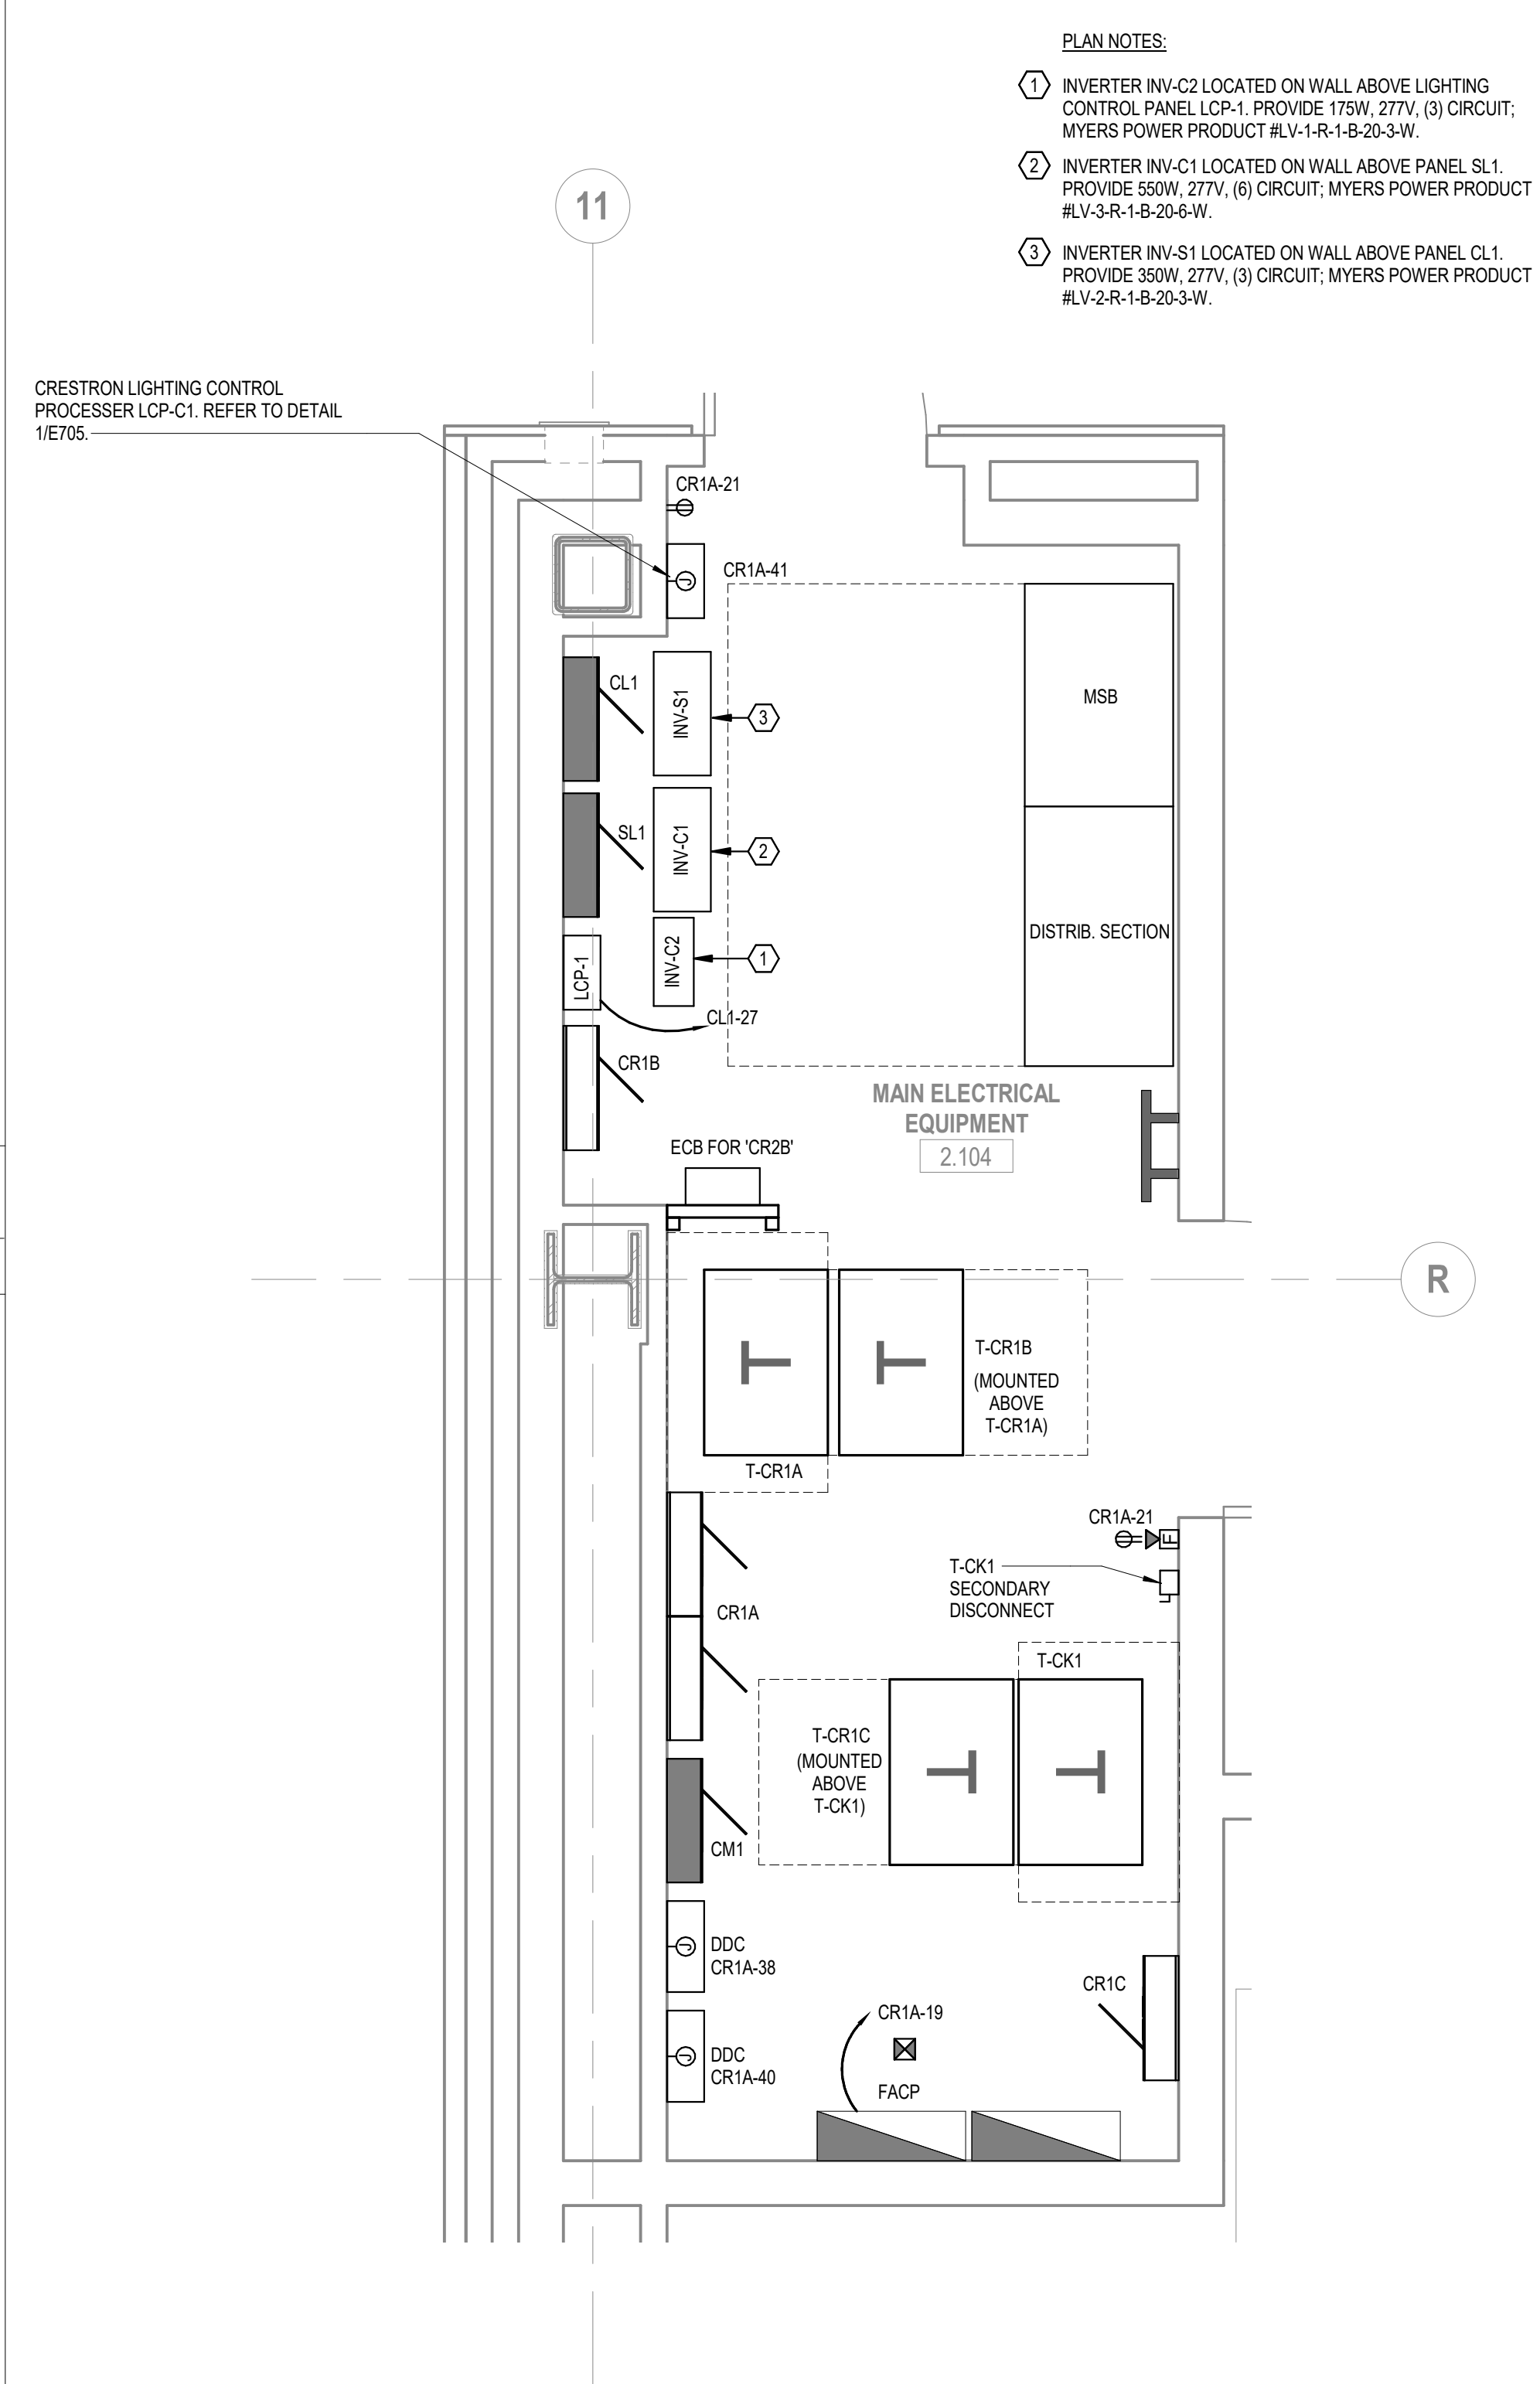 PLAN NOTES:
1 INVERTER INV-C2 LOCATED ON WALL ABOVE LIGHTING
CONTROL PANEL LCP-1. PROVIDE 175W, 277V, (3) CIRCUIT;
MYERS POWER PRODUCT #LV-1-R-1-B-20-3-W.
2 INVERTER INV-C1 LOCATED ON WALL ABOVE PANEL SL1.
PROVIDE 550W, 277V, (6) CIRCUIT; MYERS POWER PRODUCT
#LV-3-R-1-B-20-6-W.
3 INVERTER INV-S1 LOCATED ON WALL ABOVE PANEL CL1.
PROVIDE 350W, 277V, (3) CIRCUIT; MYERS POWER PRODUCT
#LV-2-R-1-B-20-3-W.
11
CRESTRON LIGHTING CONTROL
PROCESSER LCP-C1. REFER TO DETAIL
1/E705.
CR1A-21
J
CR1A-41
CL1
INV-S1
3
MSB
SL1
INV-C1
2
DISTRIB. SECTION
LCP-1
INV-C2
1
CL1-27
CR1B
MAIN ELECTRICAL
EQUIPMENT
2.104
ECB FOR 'CR2B'
R
T
T
T-CR1B
(MOUNTED
ABOVE
T-CR1A)
T-CR1A
CR1A-21
F
T-CK1
SECONDARY
DISCONNECT
CR1A
T-CK1
T-CR1C
(MOUNTED
ABOVE
T-CK1)
T
T
CM1
J
DDC
CR1A-38
CR1C
CR1A-19
J
DDC
CR1A-40
FACP